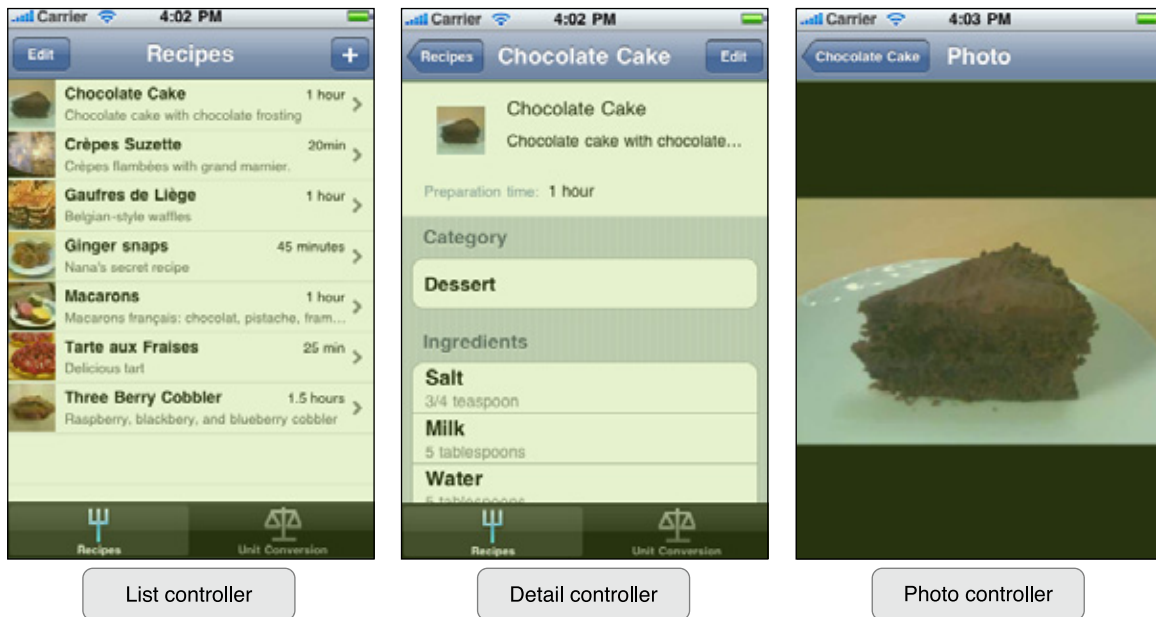 Carrier 4:02 PM
Edit Recipes +
Chocolate Cake 1 hour
Chocolate cake with chocolate frosting
Crèpes Suzette 20min
Crèpes flambées with grand marnier.
Gaufres de Liège 1 hour
Belgian-style waffles
Ginger snaps 45 minutes
Nana's secret recipe
Macarons 1 hour
Macarons français: chocolat, pistache, fram...
Tarte aux Fraises 25 min
Delicious tart
Three Berry Cobbler 1.5 hours
Raspberry, blackbery, and blueberry cobbler
Recipes Unit Conversion
List controller
Carrier 4:02 PM
Recipes Chocolate Cake Edit
Chocolate Cake
Chocolate cake with chocolate...
Preparation time: 1 hour
Category
Dessert
Ingredients
Salt
3/4 teaspoon
Milk
5 tablespoons
Water
5 tablespoons
Recipes Unit Conversion
Detail controller
Carrier 4:03 PM
Chocolate Cake Photo
Photo controller